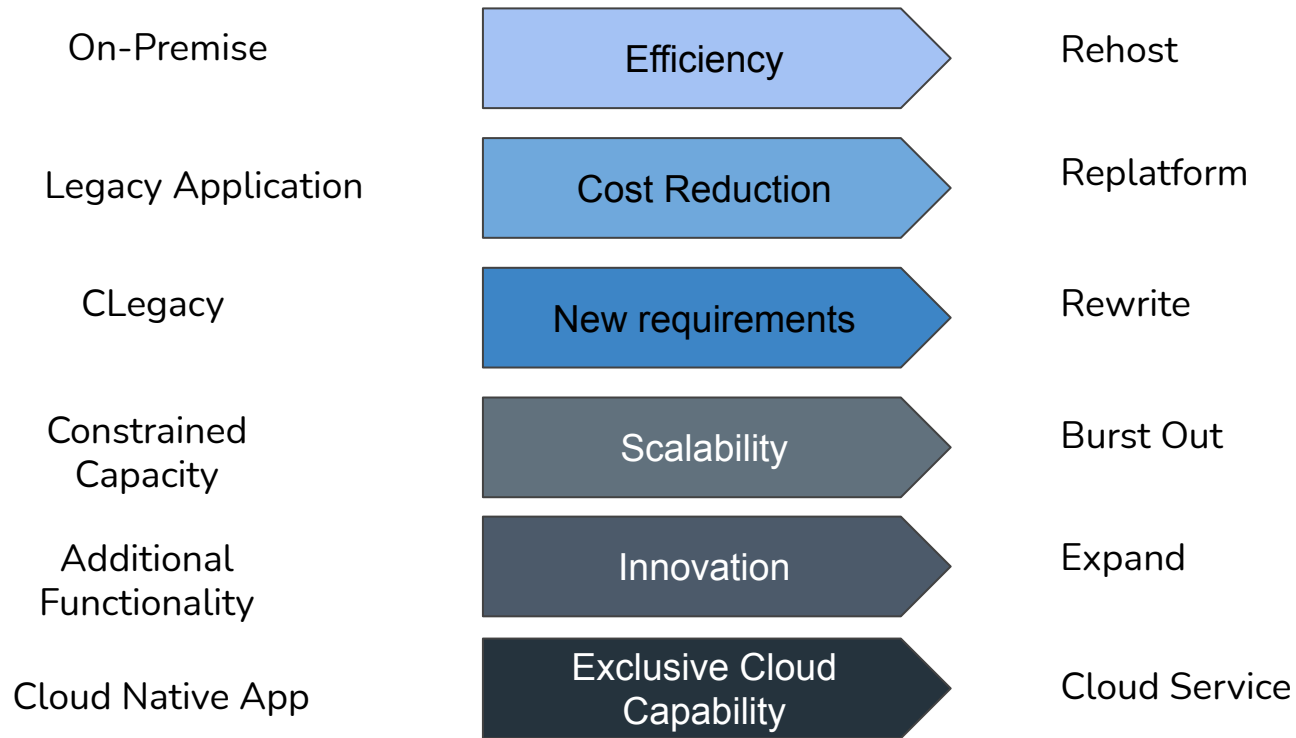 On-Premise
Efficiency
Rehost
Legacy Application
Cost Reduction
Replatform
CLegacy
New requirements
Rewrite
Constrained
Capacity
Scalability
Burst Out
Additional
Functionality
Innovation
Expand
Cloud Native App
Exclusive Cloud
Capability
Cloud Service